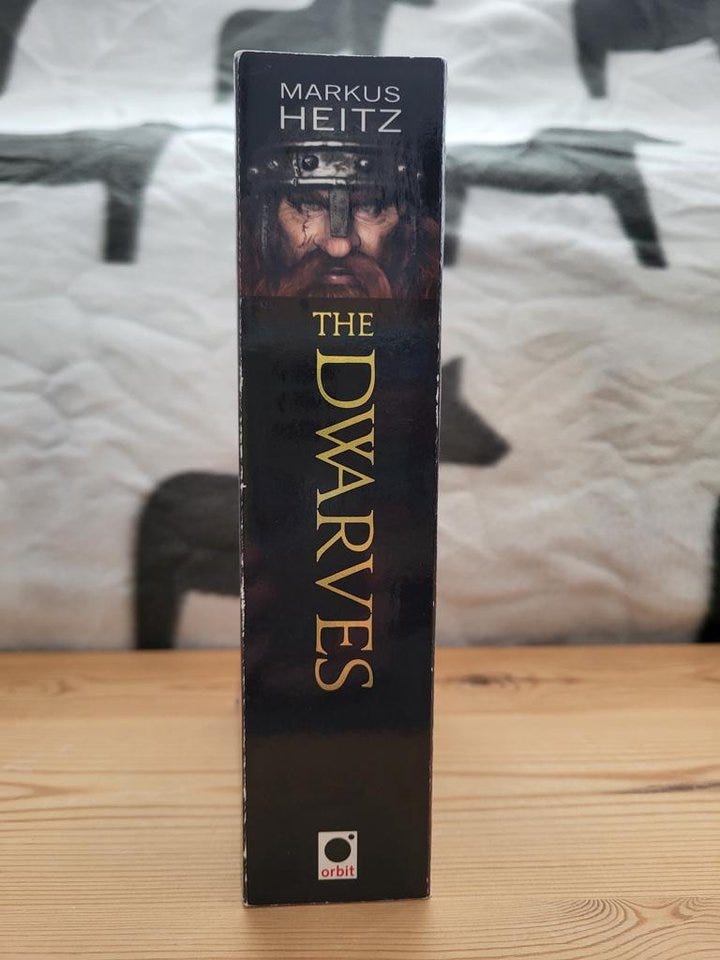 MARKUS
HEITZ
THE
DWARVES
orbit